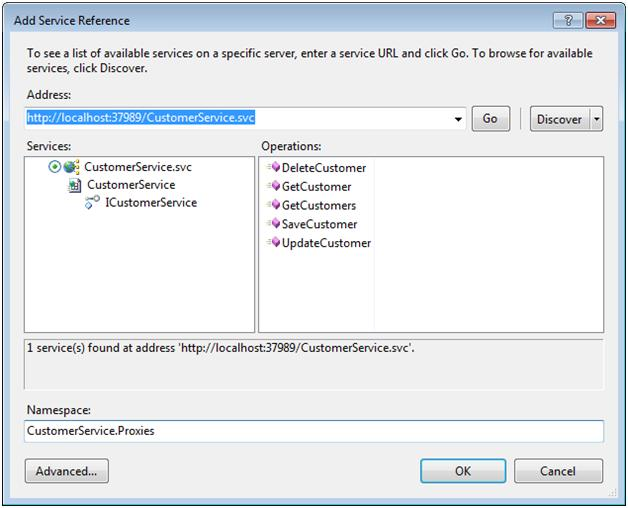 Add Service Reference
To see a list of available services on a specific server, enter a service URL and click Go. To browse for available
services, click Discover.
Address:
http://localhost:37989/CustomerService.svc
Go
Discover
Services:
Operations:
CustomerService.svc
CustomerService
ICustomerService
DeleteCustomer
GetCustomer
GetCustomers
SaveCustomer
UpdateCustomer
1 service(s) found at address 'http://localhost:37989/CustomerService.svc'.
Namespace:
CustomerService.Proxies
Advanced...
OK
Cancel